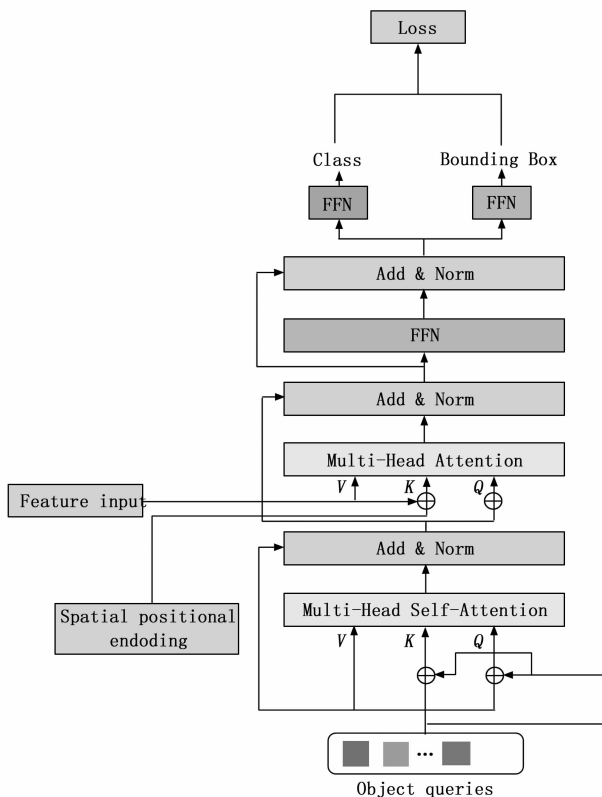 Loss
Class
Bounding Box
FFN
FFN
Add & Norm
FFN
Add & Norm
Multi-Head Attention
V
K
Q
Feature input
Add & Norm
Multi-Head Self-Attention
Spatial positional
endoding
V
K
Q
...
Object queries